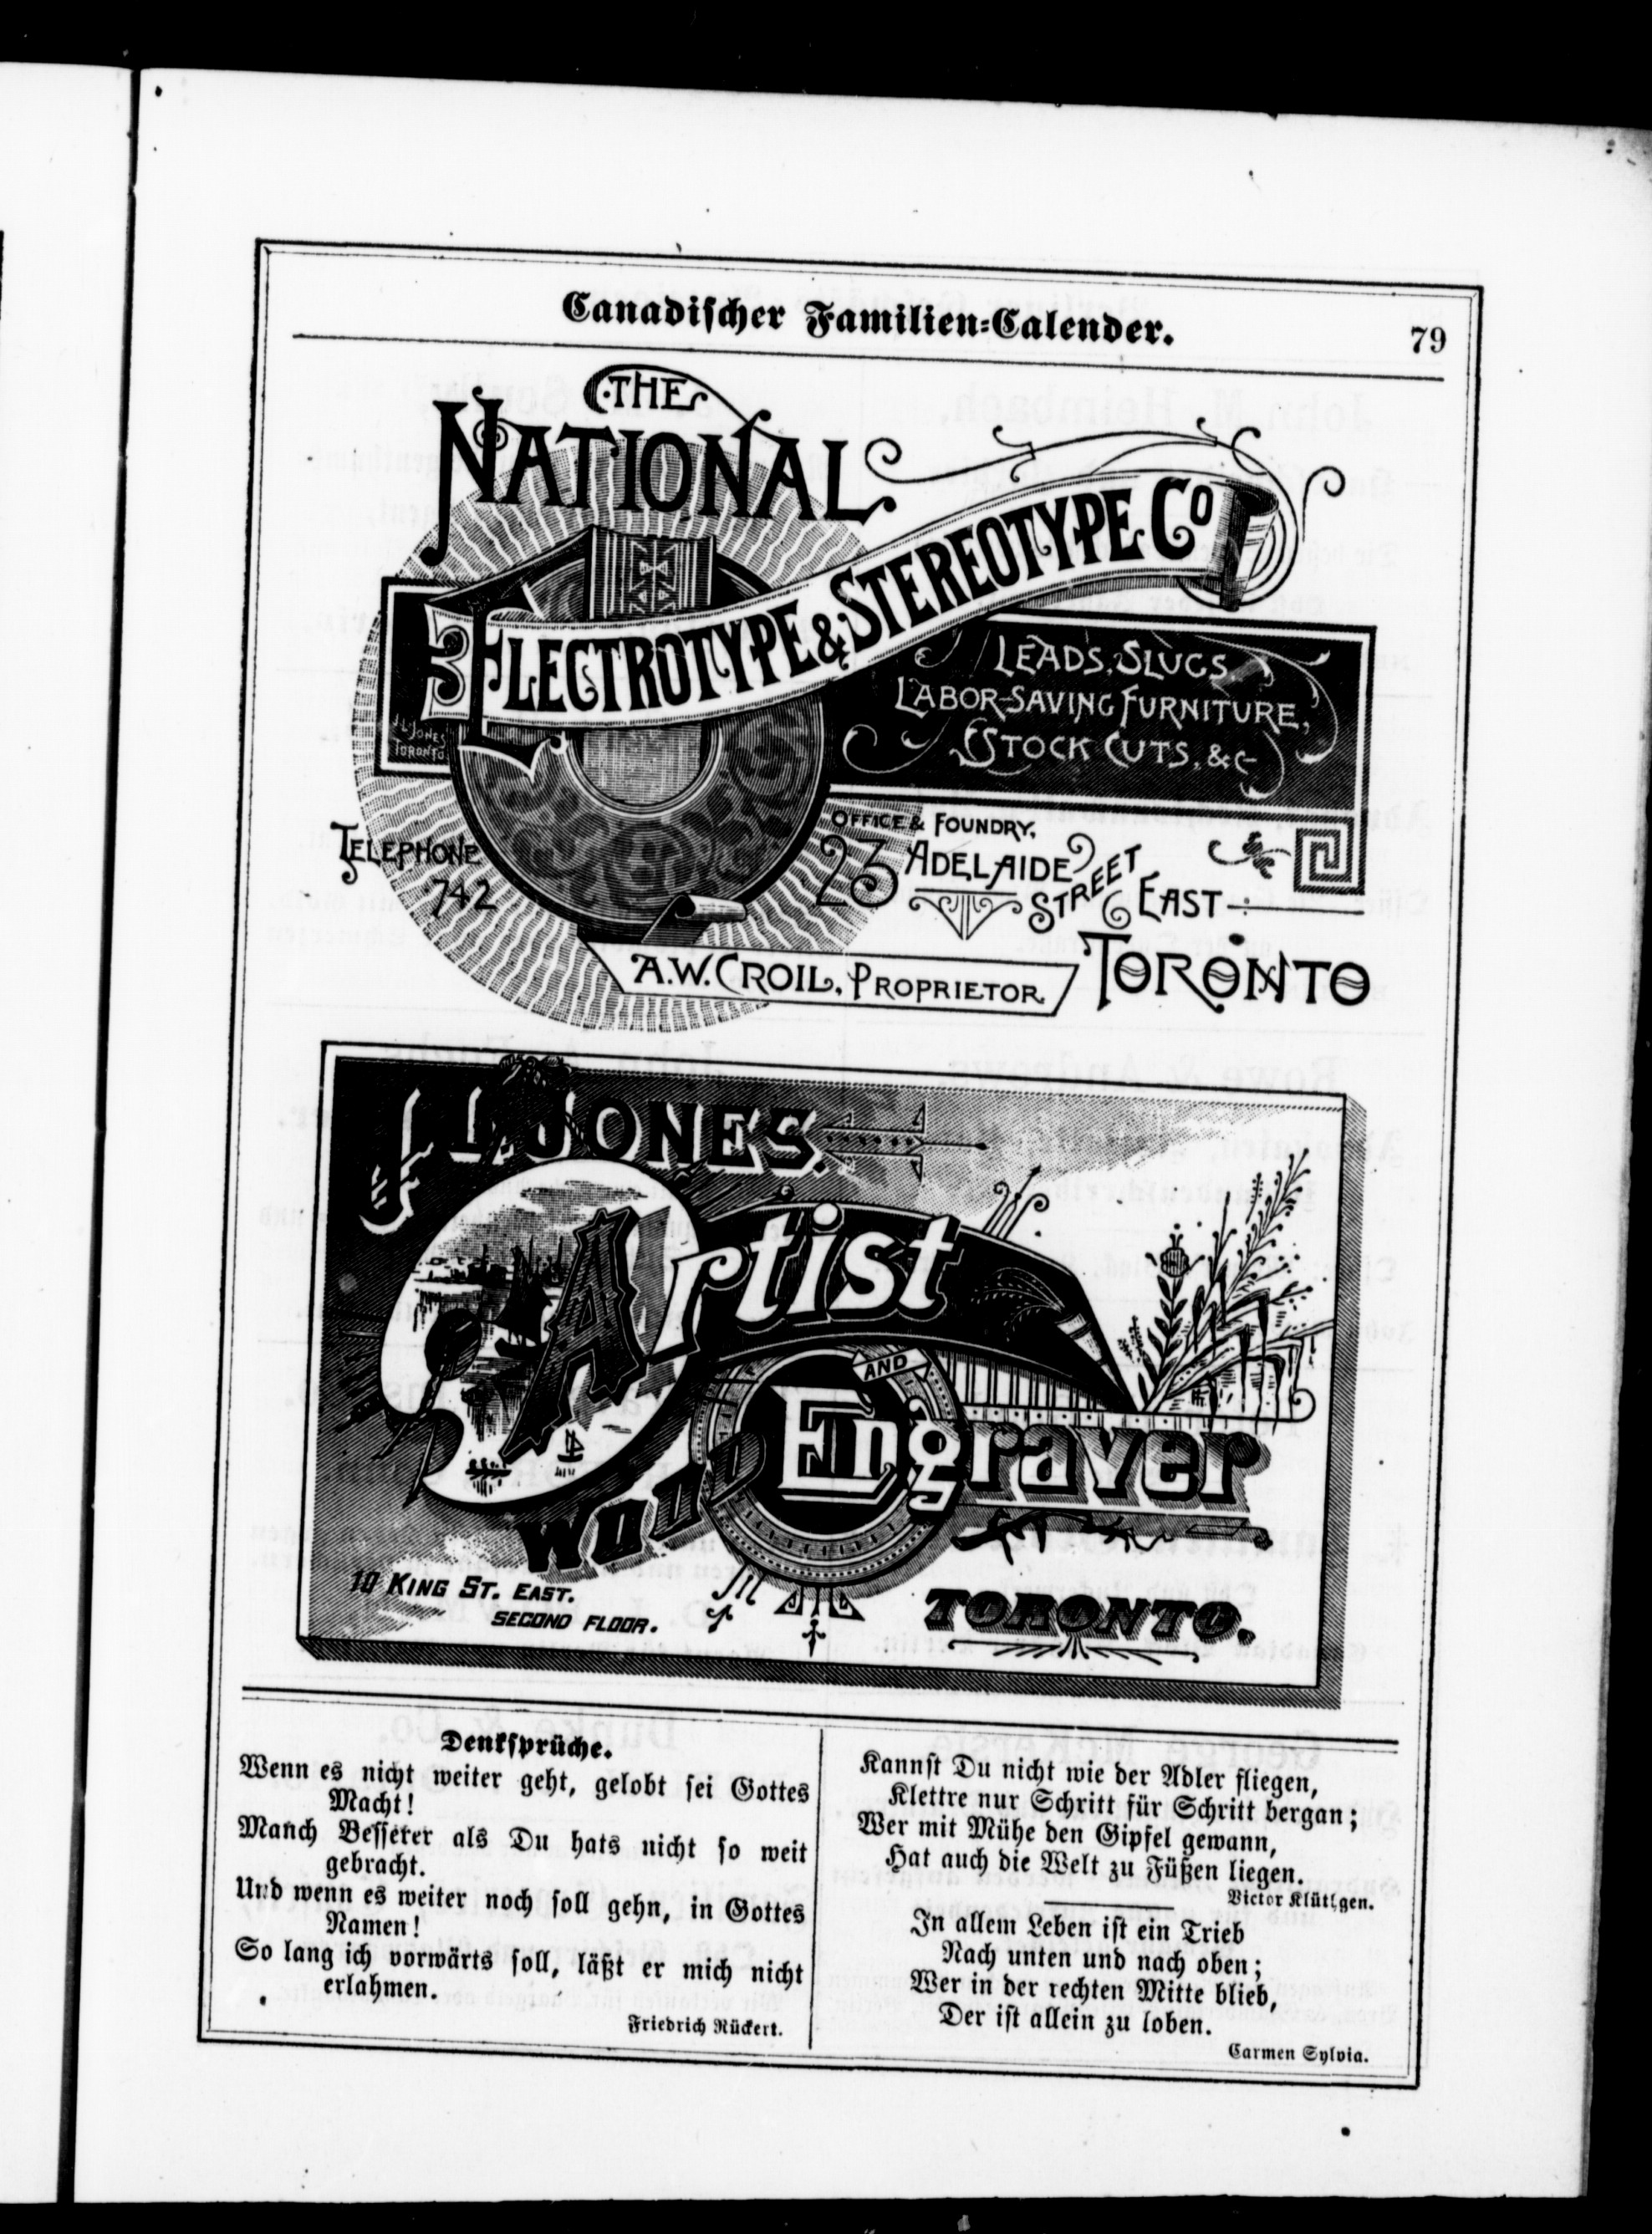 Canadischer Familien-Calender.
79
THE
NATIONAL
ELECTROTYPE & STEREOTYPE Co
LEADS, SLUGS,
LABOR-SAVING FURNITURE,
STOCK CUTS, &c
J.L. JONES
TORONTO.
TELEPHONE
742
OFFICE & FOUNDRY,
23 ADELAIDE STREET EAST
A.W. CROIL, PROPRIETOR
TORONTO
J. L. JONES.
Artist
AND
WOOD Engraver
10 KING ST. EAST.
SECOND FLOOR.
TORONTO.
Denksprüche.
Wenn es nicht weiter geht, gelobt sei Gottes
Macht!
Manch Besserer als Du hats nicht so weit
gebracht.
Und wenn es weiter noch soll gehn, in Gottes
Namen!
So lang ich vorwärts soll, läßt er mich nicht
erlahmen.
Friedrich Rückert.
Kannst Du nicht wie der Adler fliegen,
Klettre nur Schritt für Schritt bergan;
Wer mit Mühe den Gipfel gewann,
Hat auch die Welt zu Füßen liegen.
Victor Klütfgen.
In allem Leben ist ein Trieb
Nach unten und nach oben;
Wer in der rechten Mitte blieb,
Der ist allein zu loben.
Carmen Sylvia.